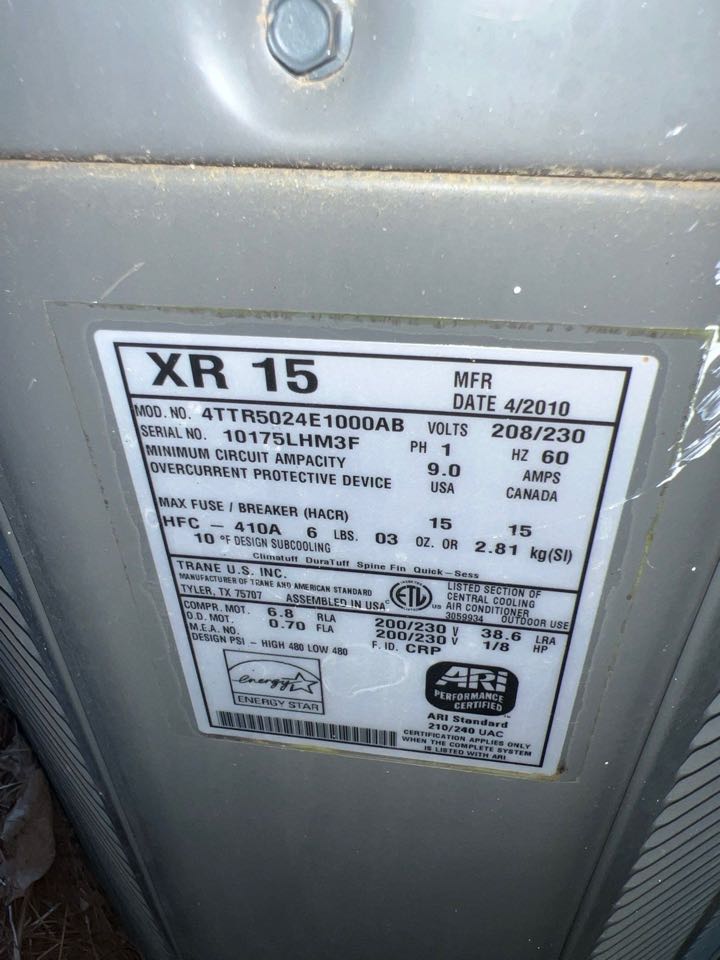 XR 15
MFR
DATE 4/2010
MOD. NO. 4TTR5024E1000AB VOLTS 208/230
SERIAL NO. 10175LHM3F PH 1 HZ 60
MINIMUM CIRCUIT AMPACITY 9.0 AMPS
OVERCURRENT PROTECTIVE DEVICE USA CANADA
MAX FUSE / BREAKER (HACR) 15 15
HFC - 410A 6 LBS. 03 OZ. OR 2.81 kg(SI)
10 °F DESIGN SUBCOOLING
Climatuff DuraTuff Spine Fin Quick-Sess
TRANE U.S. INC.
MANUFACTURER OF TRANE AND AMERICAN STANDARD
TYLER, TX 75707 ASSEMBLED IN USA
ETL
US
LISTED SECTION OF
CENTRAL COOLING
AIR CONDITIONER
3059934 OUTDOOR USE
COMPR. MOT. 6.8 RLA 200/230 V 38.6 LRA
O.D. MOT. 0.70 FLA 200/230 V 1/8 HP
M.E.A. NO. F. ID. CRP
DESIGN PSI - HIGH 480 LOW 480
energy
ENERGY STAR
ARI
PERFORMANCE
CERTIFIED
TM
ARI Standard
210/240 UAC
CERTIFICATION APPLIES ONLY
WHEN THE COMPLETE SYSTEM
IS LISTED WITH ARI